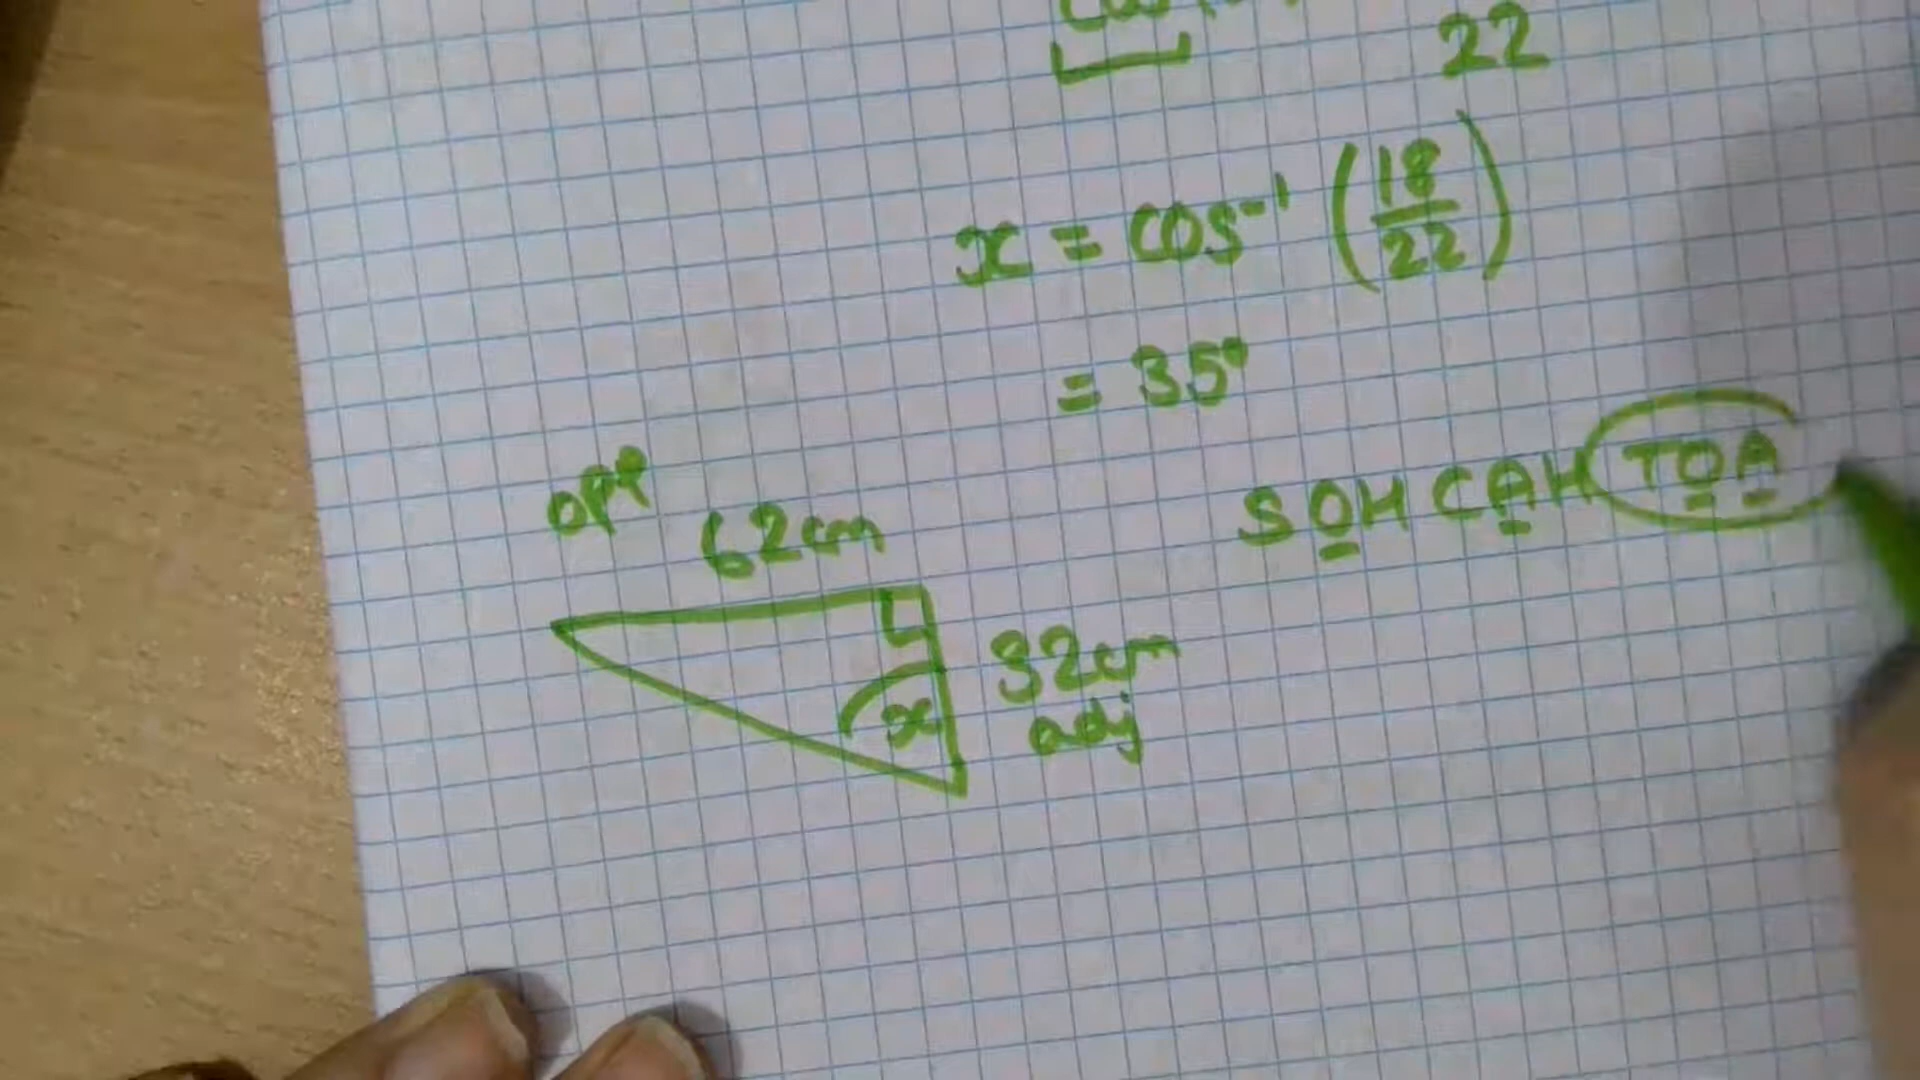 22
x = cos⁻¹ (18/22)
= 35°
opp
62cm
SOH CAH TOA
32cm
adj
x